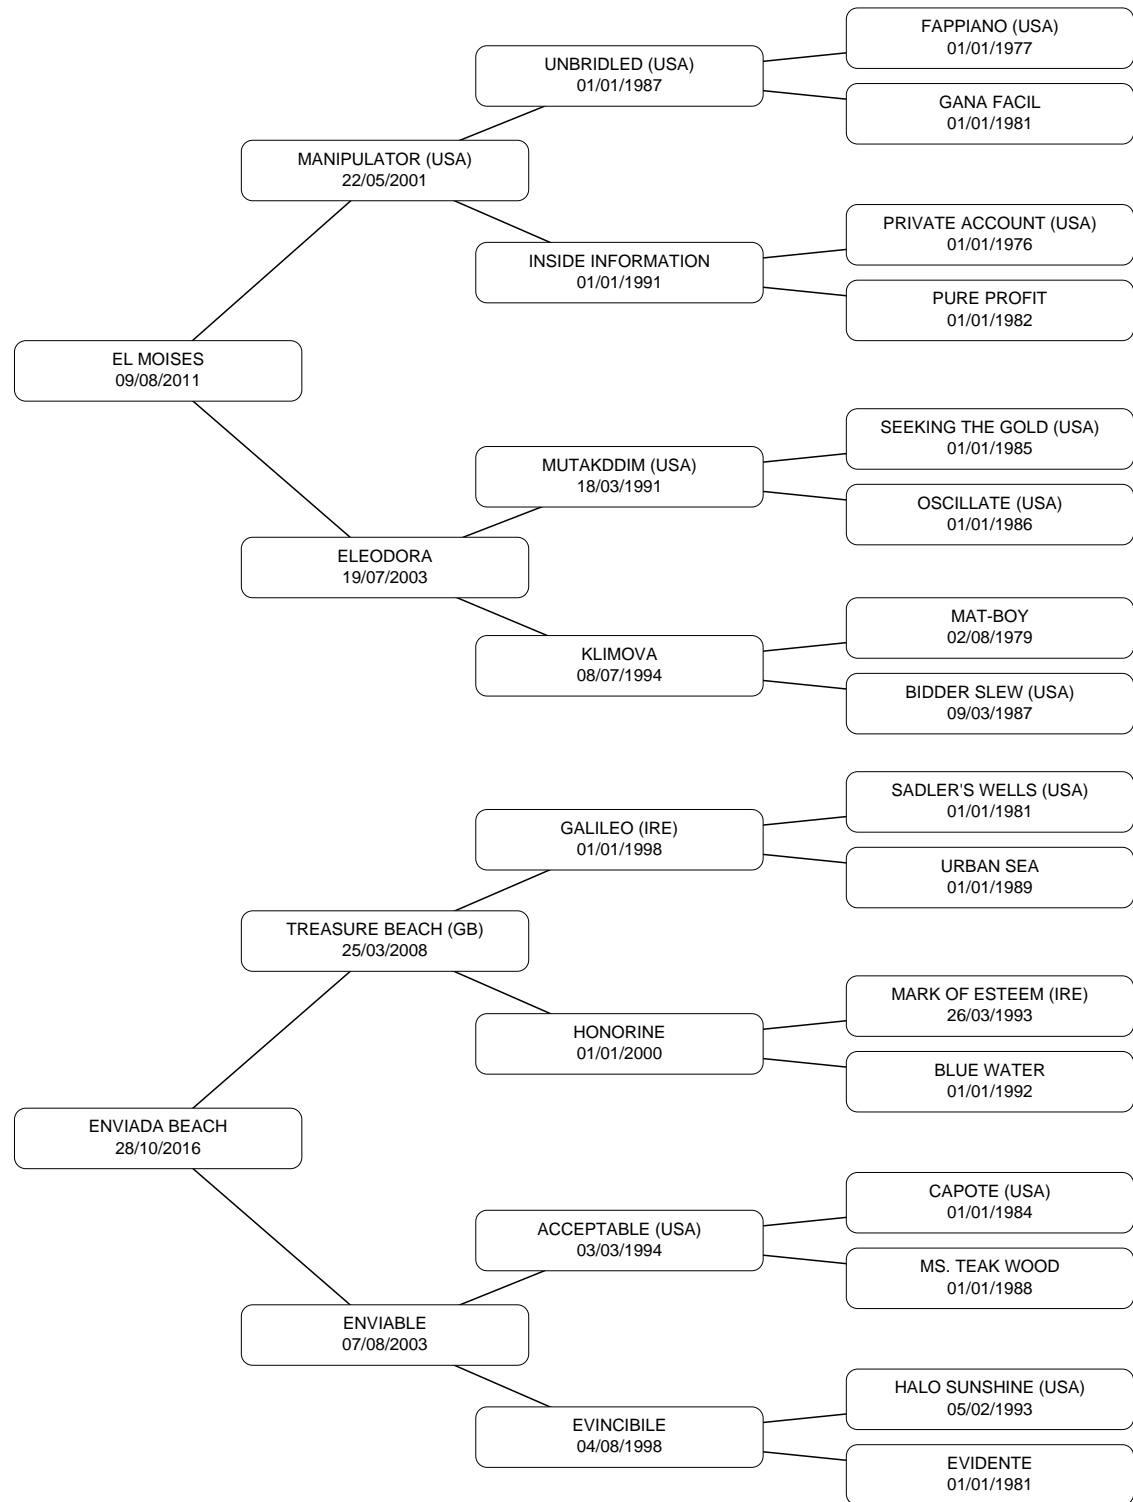 FAPPIANO (USA)
01/01/1977
UNBRIDLED (USA)
01/01/1987
GANA FACIL
01/01/1981
MANIPULATOR (USA)
22/05/2001
PRIVATE ACCOUNT (USA)
01/01/1976
INSIDE INFORMATION
01/01/1991
PURE PROFIT
01/01/1982
EL MOISES
09/08/2011
SEEKING THE GOLD (USA)
01/01/1985
MUTAKDDIM (USA)
18/03/1991
OSCILLATE (USA)
01/01/1986
ELEODORA
19/07/2003
MAT-BOY
02/08/1979
KLIMOVA
08/07/1994
BIDDER SLEW (USA)
09/03/1987
SADLER'S WELLS (USA)
01/01/1981
GALILEO (IRE)
01/01/1998
URBAN SEA
01/01/1989
TREASURE BEACH (GB)
25/03/2008
MARK OF ESTEEM (IRE)
26/03/1993
HONORINE
01/01/2000
BLUE WATER
01/01/1992
ENVIADA BEACH
28/10/2016
CAPOTE (USA)
01/01/1984
ACCEPTABLE (USA)
03/03/1994
MS. TEAK WOOD
01/01/1988
ENVIABLE
07/08/2003
HALO SUNSHINE (USA)
05/02/1993
EVINCIBILE
04/08/1998
EVIDENTE
01/01/1981